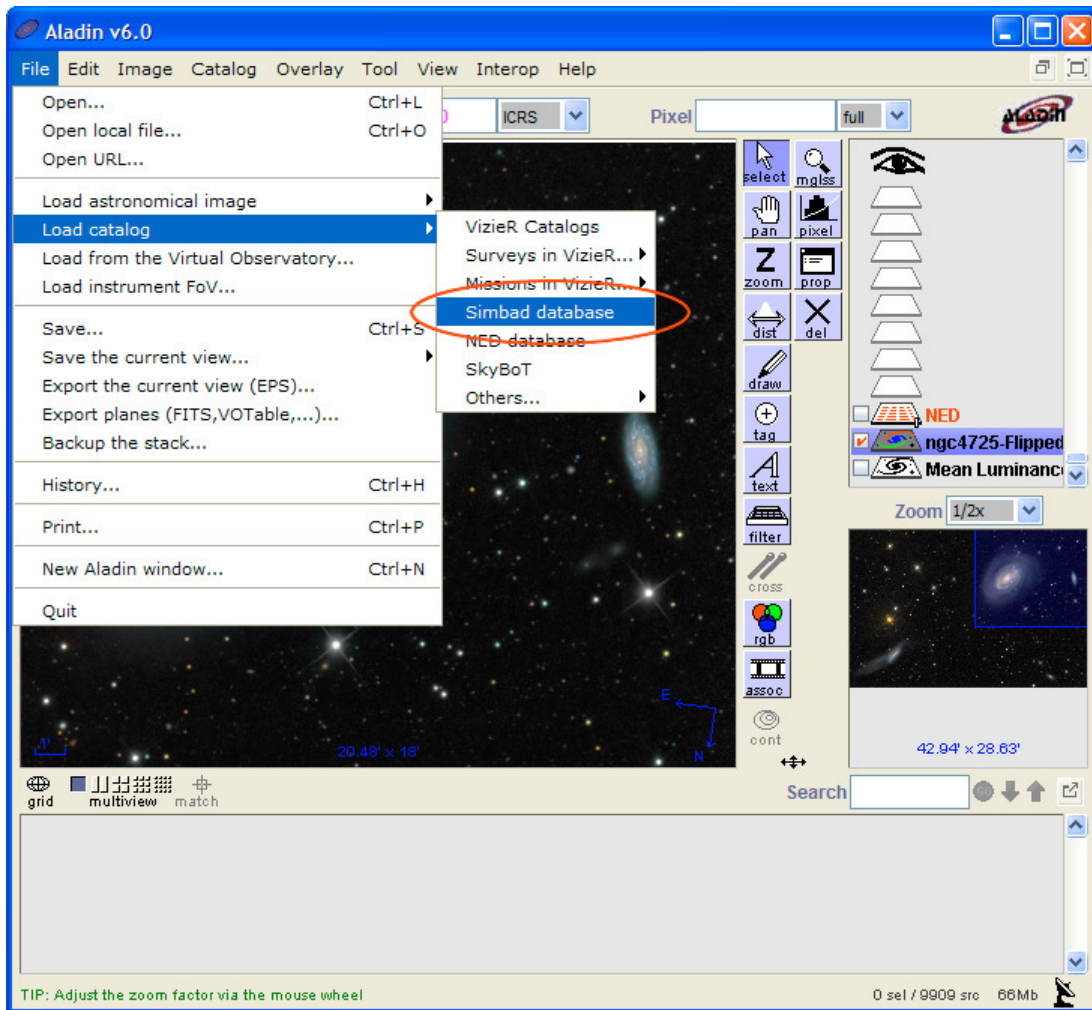 Aladin v6.0
File Edit Image Catalog Overlay Tool View Interop Help
Open... Ctrl+L
Open local file... Ctrl+O
Open URL...
Load astronomical image
Load catalog
Load from the Virtual Observatory...
Load instrument FoV...
Save... Ctrl+S
Save the current view...
Export the current view (EPS)...
Export planes (FITS,VOTable,...)...
Backup the stack...
History... Ctrl+H
Print... Ctrl+P
New Aladin window... Ctrl+N
Quit
VizieR Catalogs
Surveys in VizieR...
Missions in VizieR...
Simbad database
NED database
SkyBoT
Others...
ICRS
Pixel
full
ALADIN
select mglss
pan pixel
zoom prop
dist del
draw
tag
text
filter
cross
rgb
assoc
cont
NED
ngc4725-Flipped
Mean Luminanc
Zoom 1/2x
42.94' x 28.63'
E
N
1'
29.48' x 18'
grid multiview match
Search
GO
TIP: Adjust the zoom factor via the mouse wheel
0 sel / 9909 src 66Mb